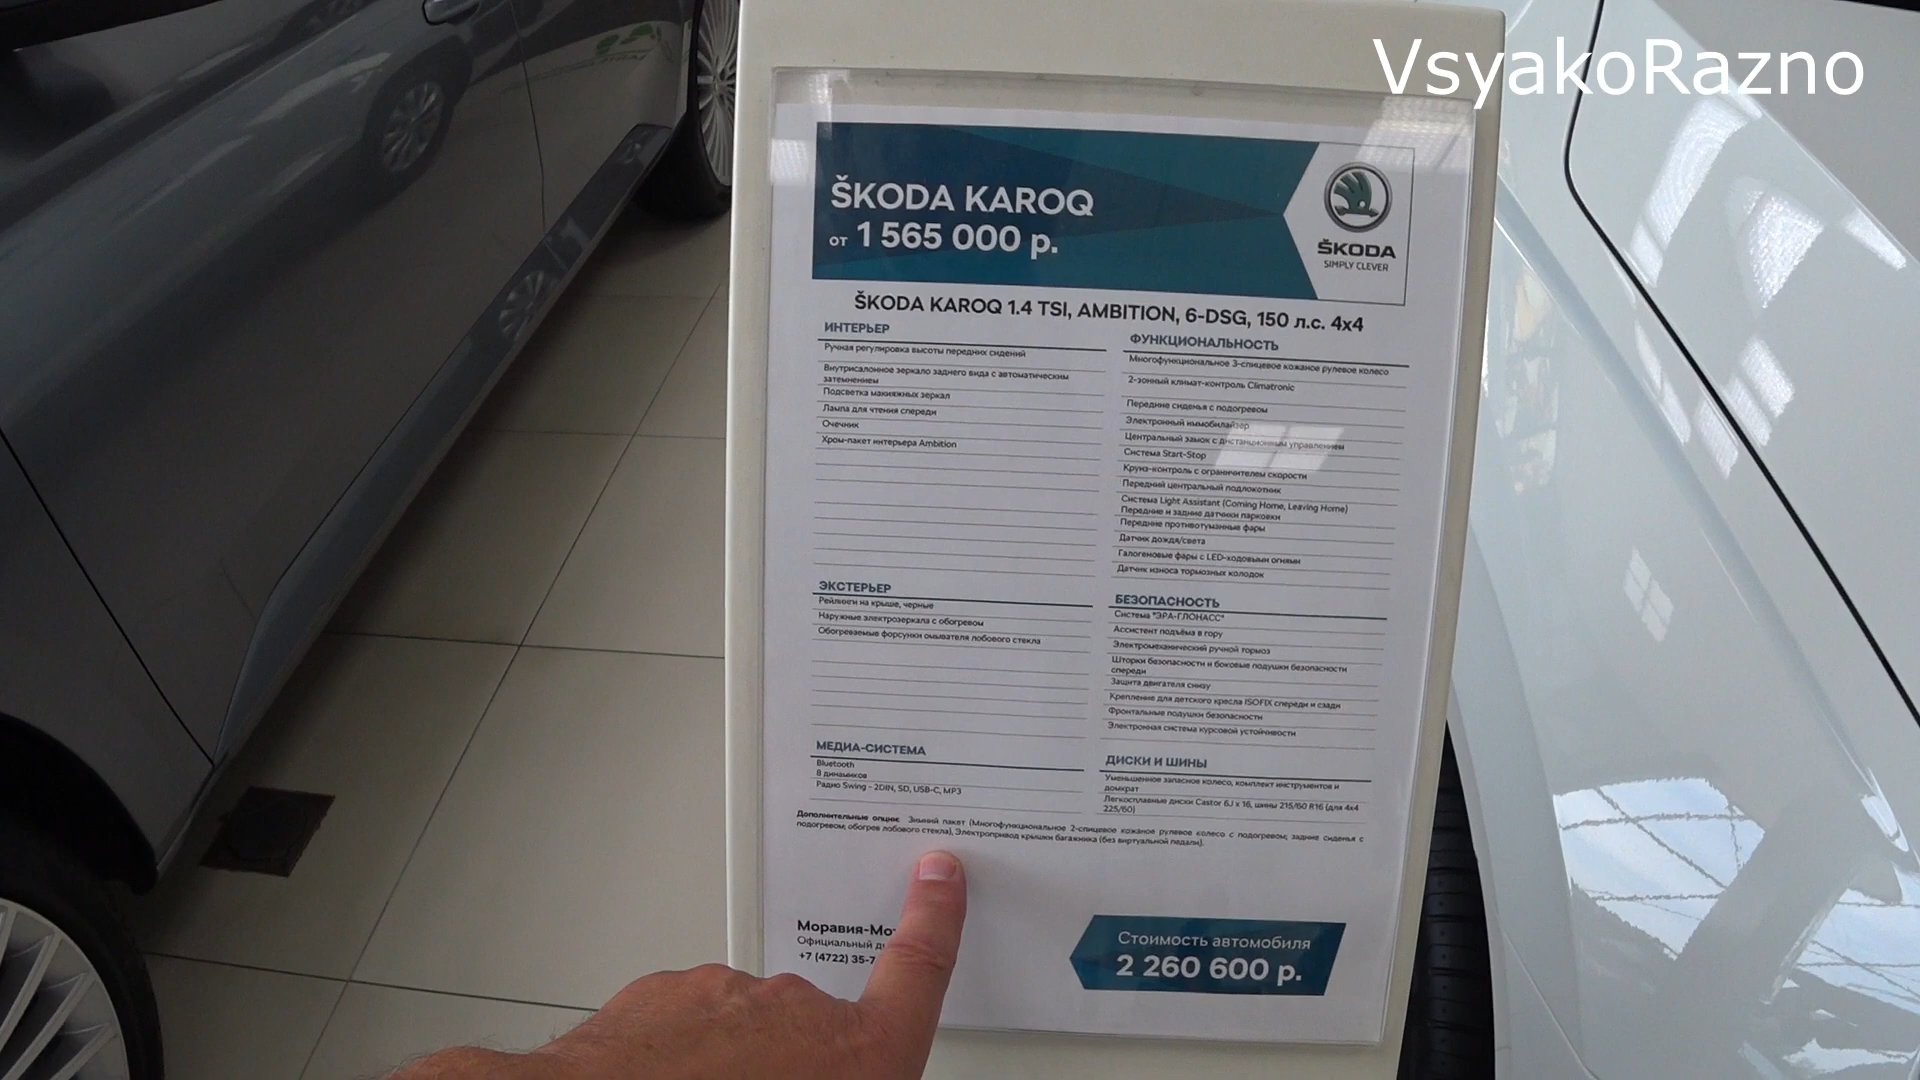 VsyakoRazno
ŠKODA KAROQ
от 1 565 000 р.
ŠKODA
SIMPLY CLEVER
ŠKODA KAROQ 1.4 TSI, AMBITION, 6-DSG, 150 л.с. 4x4
ИНТЕРЬЕР
Ручная регулировка высоты передних сидений
Внутрисалонное зеркало заднего вида с автоматическим
затемнением
Подсветка макияжных зеркал
Лампа для чтения спереди
Очечник
Хром-пакет интерьера Ambition
ФУНКЦИОНАЛЬНОСТЬ
Многофункциональное 3-спицевое кожаное рулевое колесо
2-зонный климат-контроль Climatronic
Передние сиденья с подогревом
Электронный иммобилайзер
Центральный замок с дистанционным управлением
Система Start-Stop
Круиз-контроль с ограничителем скорости
Передний центральный подлокотник
Система Light Assistant (Coming Home, Leaving Home)
Передние и задние датчики парковки
Передние противотуманные фары
Датчик дождя/света
Галогеновые фары с LED-ходовыми огнями
Датчик износа тормозных колодок
ЭКСТЕРЬЕР
Рейлинги на крыше, черные
Наружные электрозеркала с обогревом
Обогреваемые форсунки омывателя лобового стекла
БЕЗОПАСНОСТЬ
Система "ЭРА-ГЛОНАСС"
Ассистент подъёма в гору
Электромеханический ручной тормоз
Шторки безопасности и боковые подушки безопасности
спереди
Защита двигателя снизу
Крепление для детского кресла ISOFIX спереди и сзади
Фронтальные подушки безопасности
Электронная система курсовой устойчивости
МЕДИА-СИСТЕМА
Bluetooth
8 динамиков
Радио Swing - 2DIN, SD, USB-C, MP3
ДИСКИ И ШИНЫ
Уменьшенное запасное колесо, комплект инструментов и
домкрат
Легкосплавные диски Castor 6J x 16, шины 215/60 R16 (для 4x4
225/60)
Дополнительные опции: Зимний пакет (Многофункциональное 2-спицевое кожаное рулевое колесо с подогревом; задние сиденья с
подогревом; обогрев лобового стекла), Электропривод крышки багажника (без виртуальной педали).
Моравия-Мо
Официальный ди
+7 (4722) 35-7
Стоимость автомобиля
2 260 600 р.